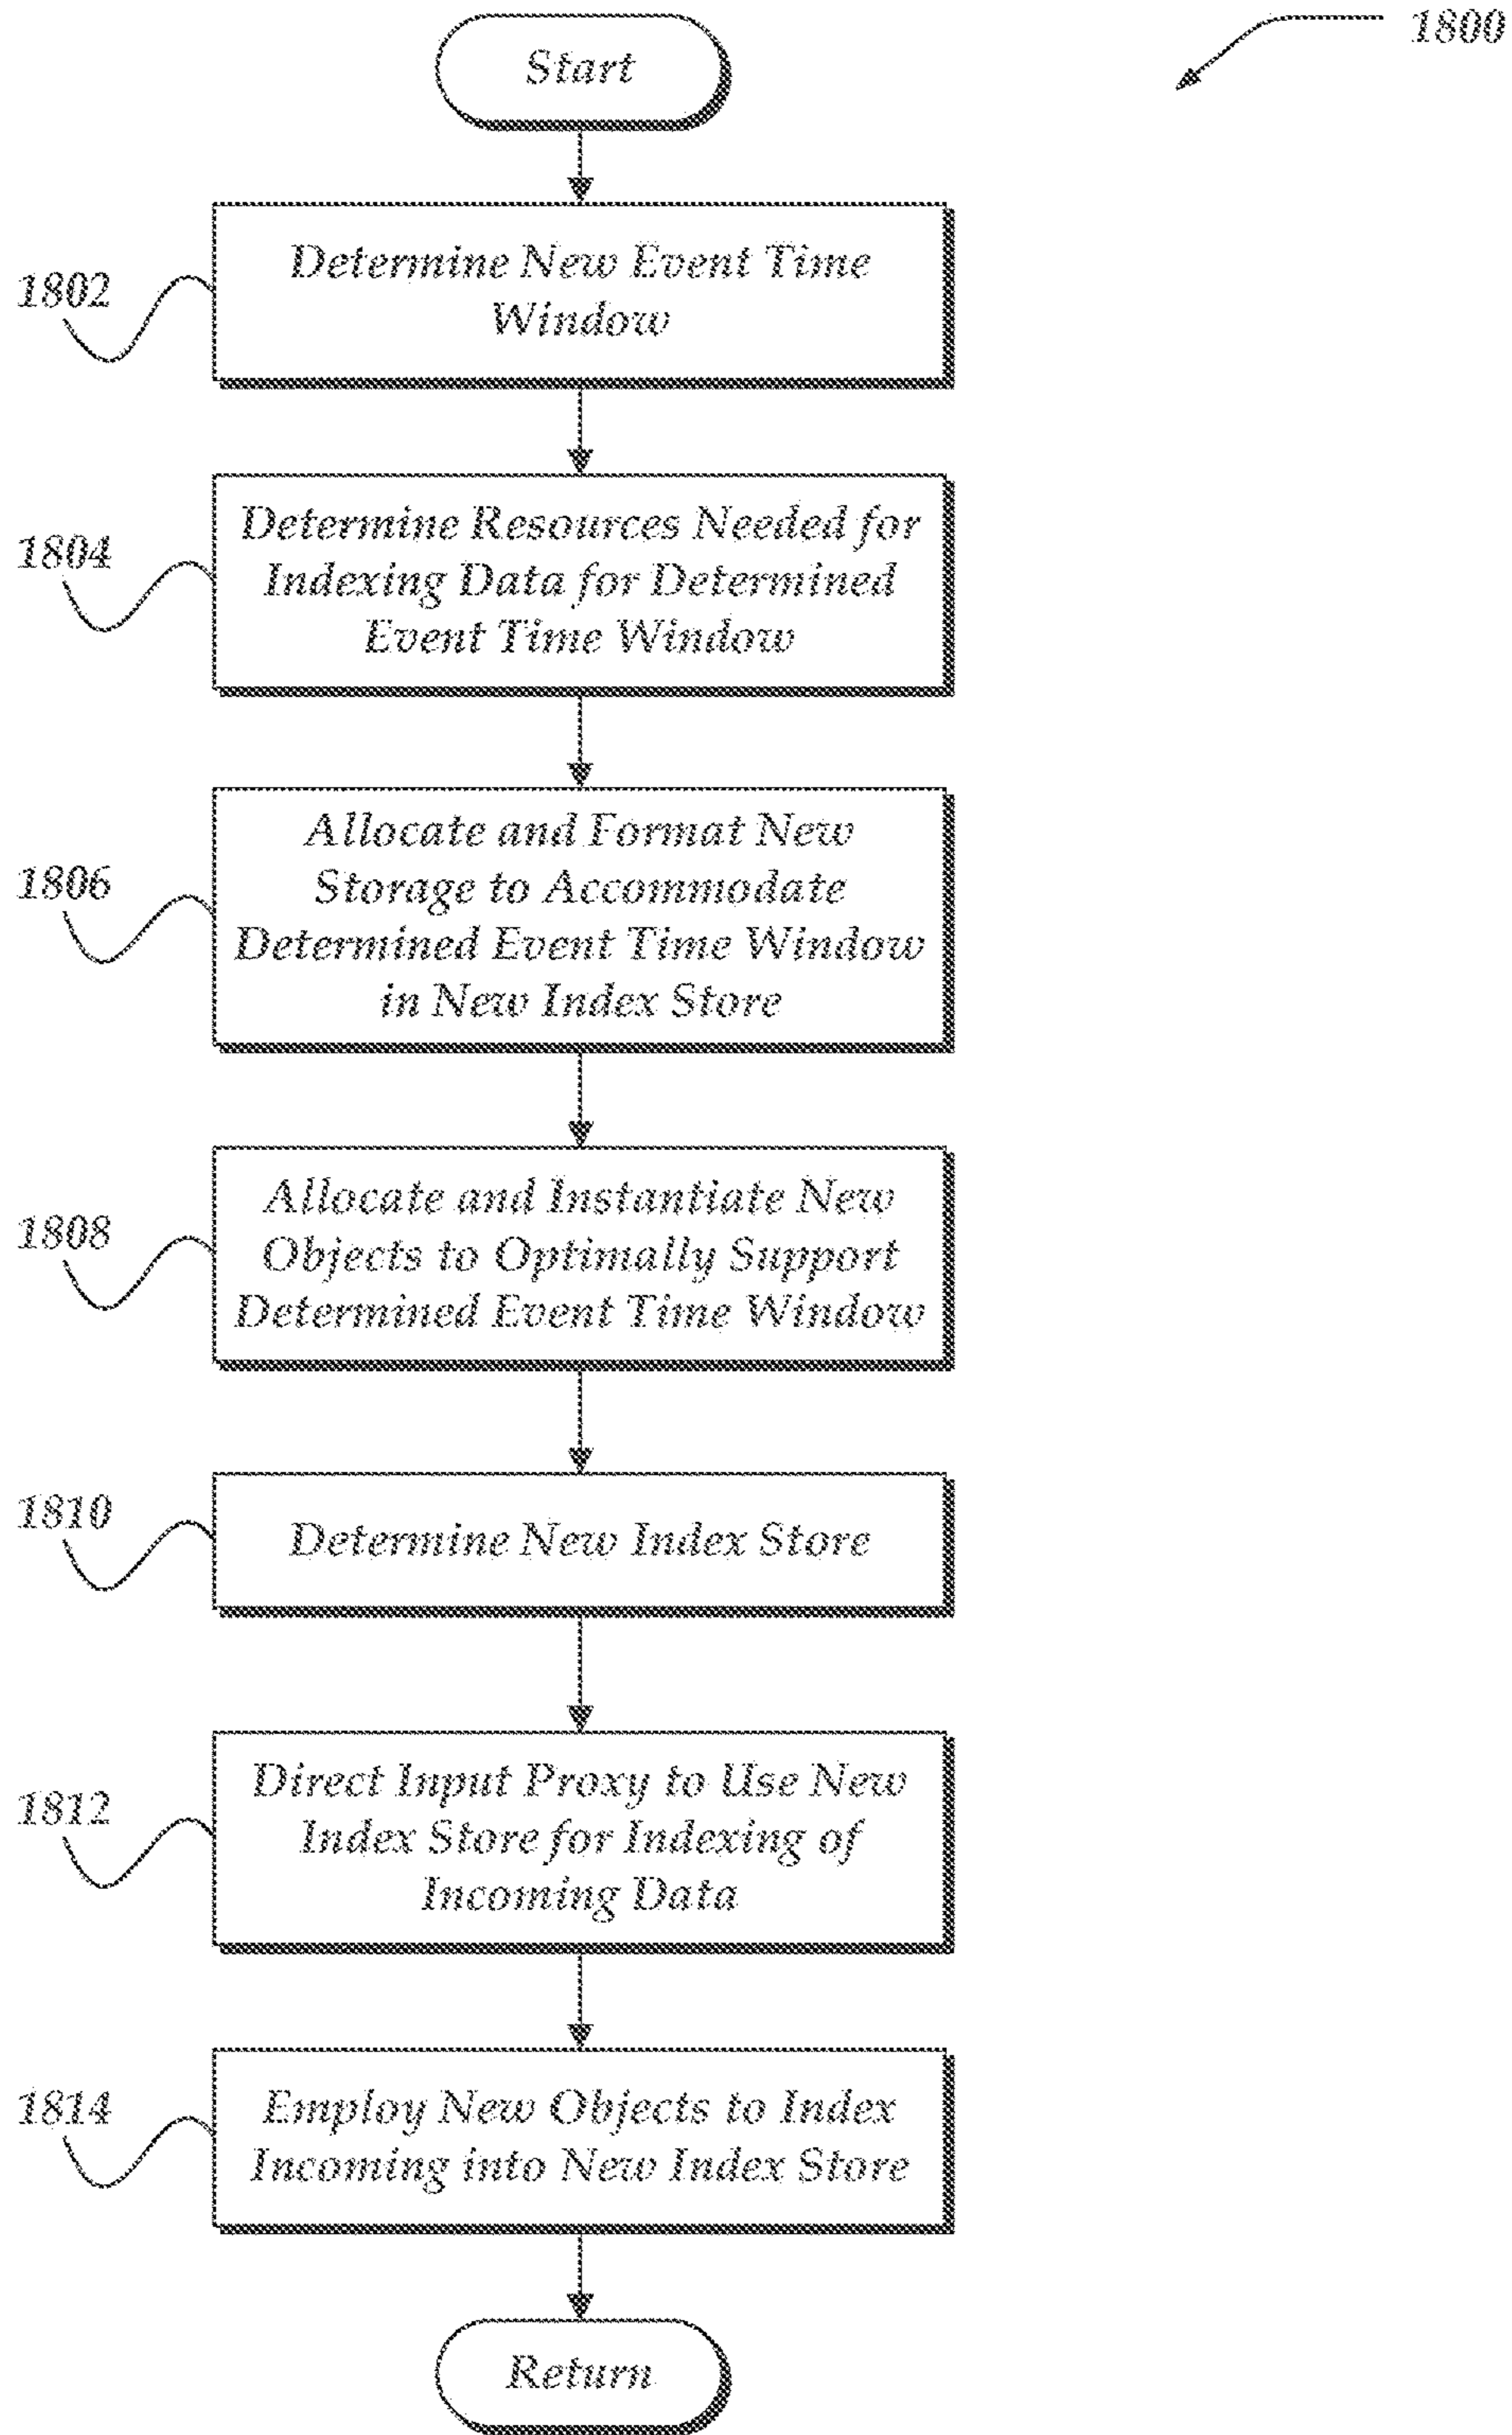 1800
Start
1802
Determine New Event Time
Window
1804
Determine Resources Needed for
Indexing Data for Determined
Event Time Window
1806
Allocate and Format New
Storage to Accommodate
Determined Event Time Window
in New Index Store
1808
Allocate and Instantiate New
Objects to Optimally Support
Determined Event Time Window
1810
Determine New Index Store
1812
Direct Input Proxy to Use New
Index Store for Indexing of
Incoming Data
1814
Employ New Objects to Index
Incoming into New Index Store
Return